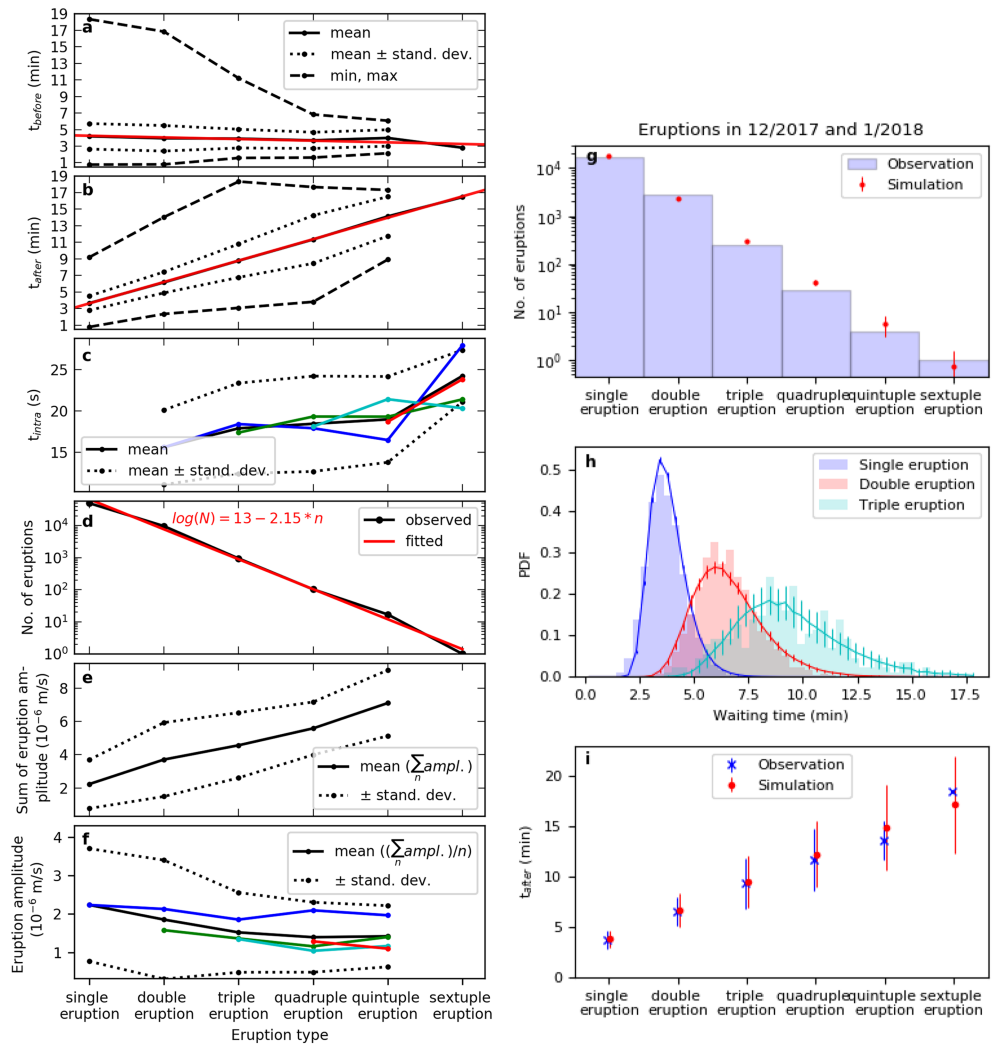 a
19
17
15
13
11
9
7
5
3
1
t_before (min)
mean
mean ± stand. dev.
min, max
b
19
17
15
13
11
9
7
5
3
1
t_after (min)
c
25
20
15
t_intra (s)
mean
mean ± stand. dev.
d
10^4
10^3
10^2
10^1
10^0
No. of eruptions
log(N) = 13 − 2.15 * n
observed
fitted
e
8
6
4
2
Sum of eruption am-
plitude (10^−6 m/s)
mean (∑_n ampl.)
± stand. dev.
f
4
3
2
1
Eruption amplitude
(10^−6 m/s)
mean ((∑_n ampl.)/n)
± stand. dev.
single double triple quadruple quintuple sextuple
eruption eruption eruption eruption eruption eruption
Eruption type
Eruptions in 12/2017 and 1/2018
g
10^4
10^3
10^2
10^1
10^0
No. of eruptions
Observation
Simulation
single double triple quadruple quintuple sextuple
eruption eruption eruption eruption eruption eruption
h
0.5
0.4
0.3
0.2
0.1
0.0
PDF
Single eruption
Double eruption
Triple eruption
0.0 2.5 5.0 7.5 10.0 12.5 15.0 17.5
Waiting time (min)
i
20
15
10
5
0
t_after (min)
Observation
Simulation
single double triple quadruple quintuple sextuple
eruption eruption eruption eruption eruption eruption